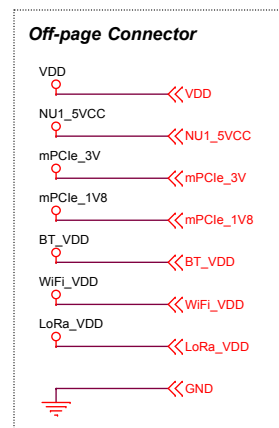 Off-page Connector
VDD
VDD
NU1_5VCC
NU1_5VCC
mPCIe_3V
mPCIe_3V
mPCIe_1V8
mPCIe_1V8
BT_VDD
BT_VDD
WiFi_VDD
WiFi_VDD
LoRa_VDD
LoRa_VDD
GND